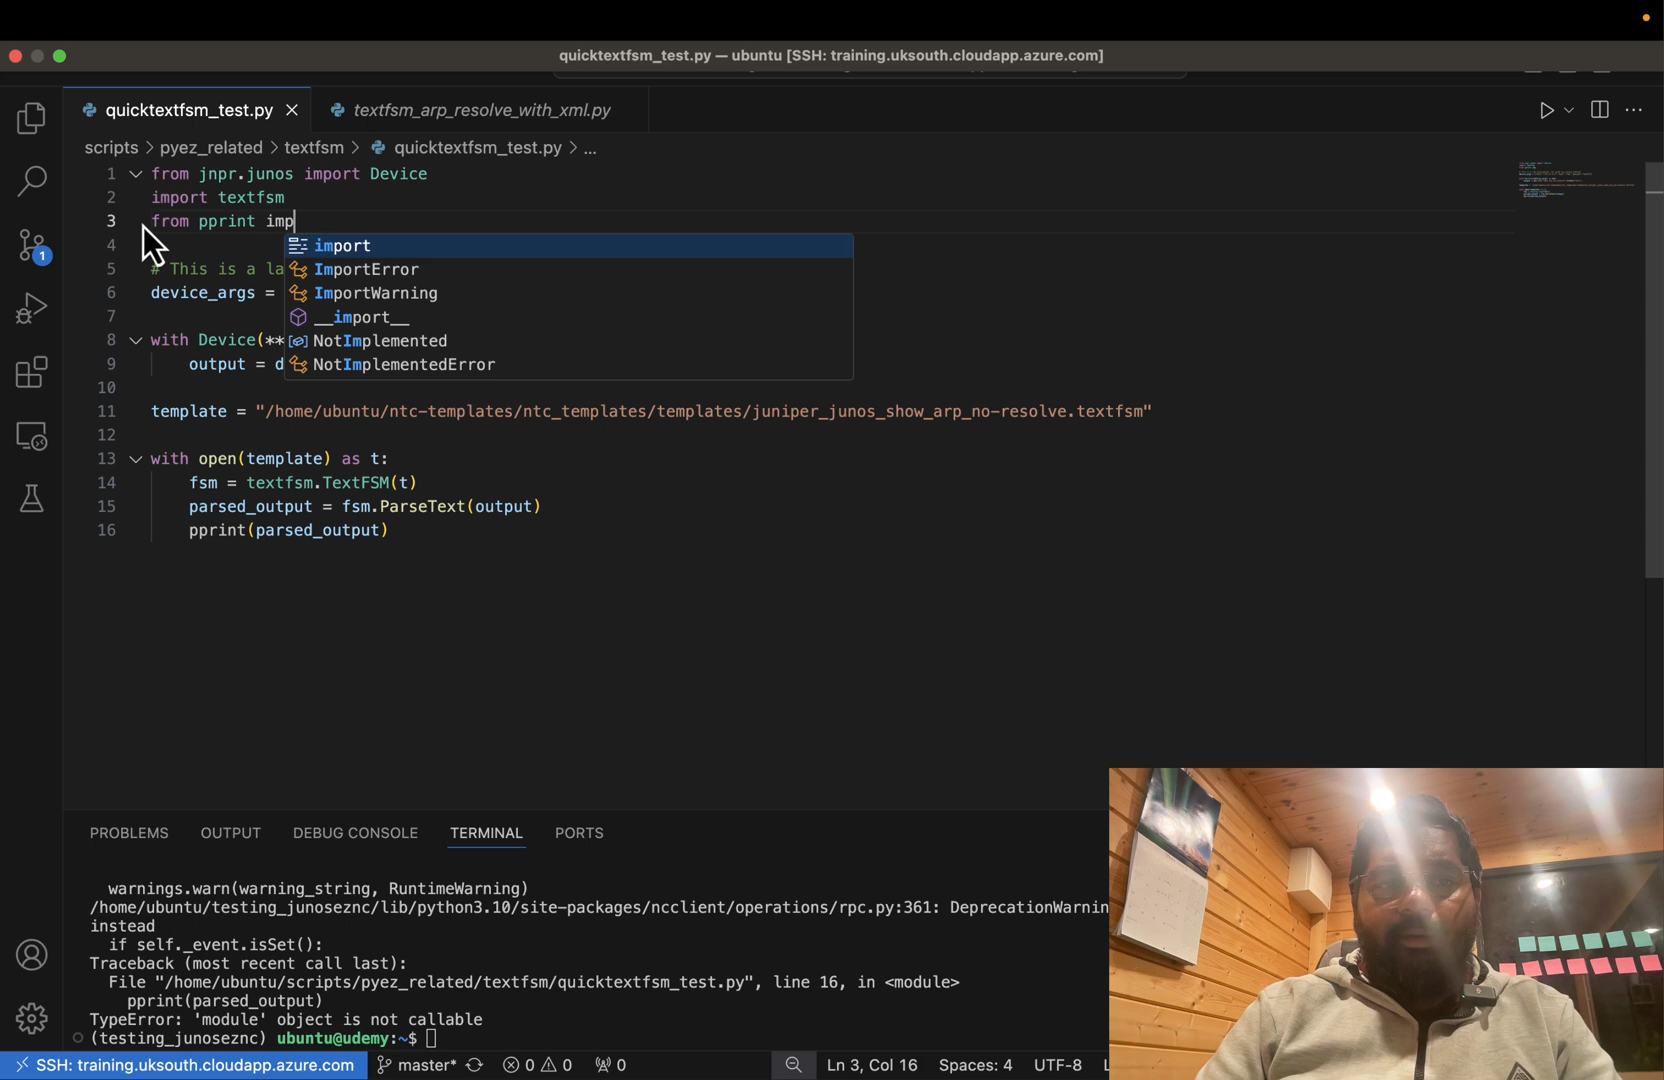 quicktextfsm_test.py — ubuntu [SSH: training.uksouth.cloudapp.azure.com]
quicktextfsm_test.py
textfsm_arp_resolve_with_xml.py
scripts > pyez_related > textfsm > quicktextfsm_test.py > ...
1 from jnpr.junos import Device
2 import textfsm
3 from pprint imp
4
5 # This is a la
6 device_args =
7
8 with Device(**
9 output = d
10
11 template = "/home/ubuntu/ntc-templates/ntc_templates/templates/juniper_junos_show_arp_no-resolve.textfsm"
12
13 with open(template) as t:
14 fsm = textfsm.TextFSM(t)
15 parsed_output = fsm.ParseText(output)
16 pprint(parsed_output)
import
ImportError
ImportWarning
__import__
NotImplemented
NotImplementedError
1
PROBLEMS OUTPUT DEBUG CONSOLE TERMINAL PORTS
warnings.warn(warning_string, RuntimeWarning)
/home/ubuntu/testing_junoseznc/lib/python3.10/site-packages/ncclient/operations/rpc.py:361: DeprecationWarnin
instead
if self._event.isSet():
Traceback (most recent call last):
File "/home/ubuntu/scripts/pyez_related/textfsm/quicktextfsm_test.py", line 16, in <module>
pprint(parsed_output)
TypeError: 'module' object is not callable
(testing_junoseznc) ubuntu@udemy:~$
SSH: training.uksouth.cloudapp.azure.com master* 0 0 0 Ln 3, Col 16 Spaces: 4 UTF-8 L